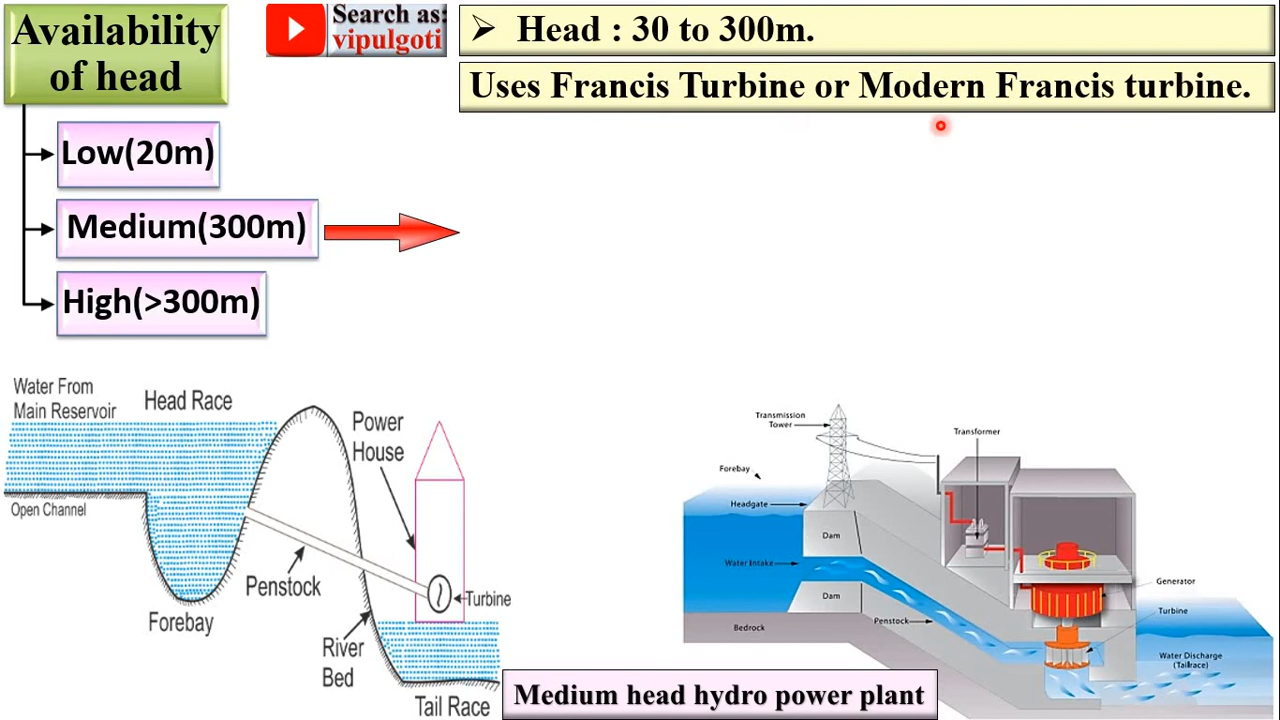 Availability
of head
Search as:
vipulgoti
➢ Head : 30 to 300m.
Uses Francis Turbine or Modern Francis turbine.
Low(20m)
Medium(300m)
High(>300m)
Water From
Main Reservoir
Head Race
Power
House
Open Channel
Penstock
Forebay
Turbine
River
Bed
Tail Race
Transmission
Tower
Transformer
Forebay
Headgate
Dam
Water Intake
Dam
Generator
Turbine
Penstock
Bedrock
Water Discharge
(Tailrace)
Medium head hydro power plant